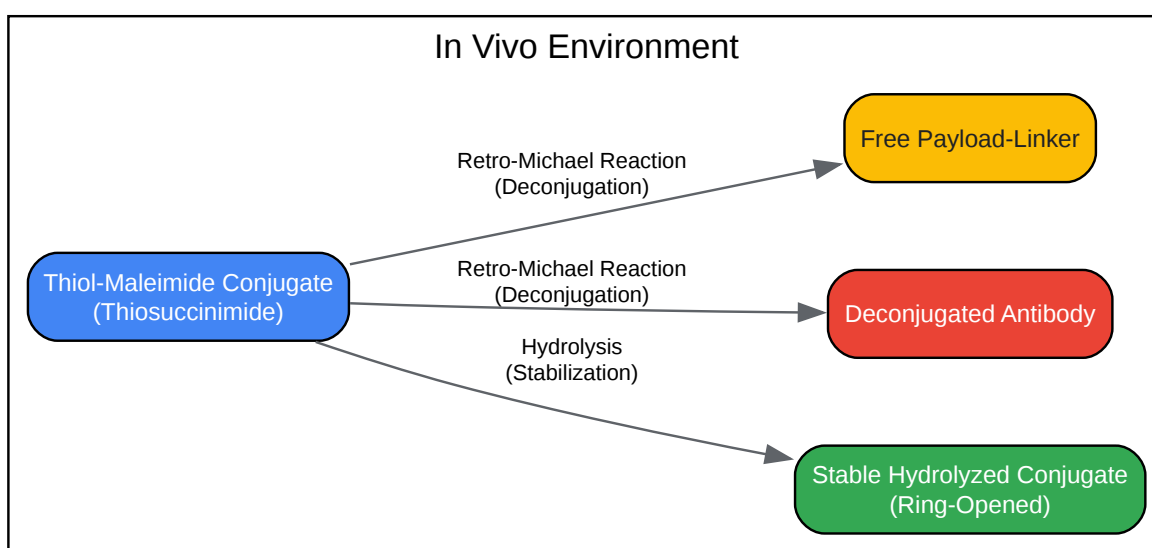 In Vivo Environment
Free Payload-Linker
Retro-Michael Reaction
(Deconjugation)
Thiol-Maleimide Conjugate
(Thiosuccinimide)
Retro-Michael Reaction
(Deconjugation)
Deconjugated Antibody
Hydrolysis
(Stabilization)
Stable Hydrolyzed Conjugate
(Ring-Opened)